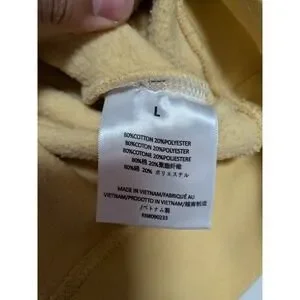 L
80%COTTON 20%POLYESTER
80%COTON 20%POLYESTER
80%COTONE 20%POLIESTERE
80%棉 20%聚酯纤维
80%綿 20% ポリエステル
MADE IN VIETNAM/FABRIQUÉ AU
VIETNAM/PRODOTTO IN VIETNAM/越南制造
/ベトナム製
RN#090233